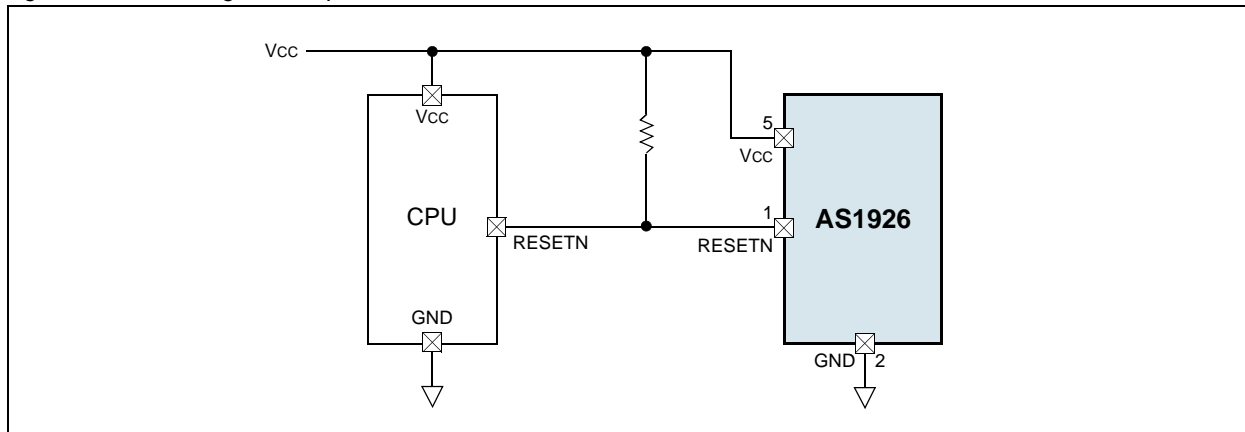 Vcc
Vcc
5
Vcc
CPU
1
AS1926
RESETN
RESETN
GND
GND
2